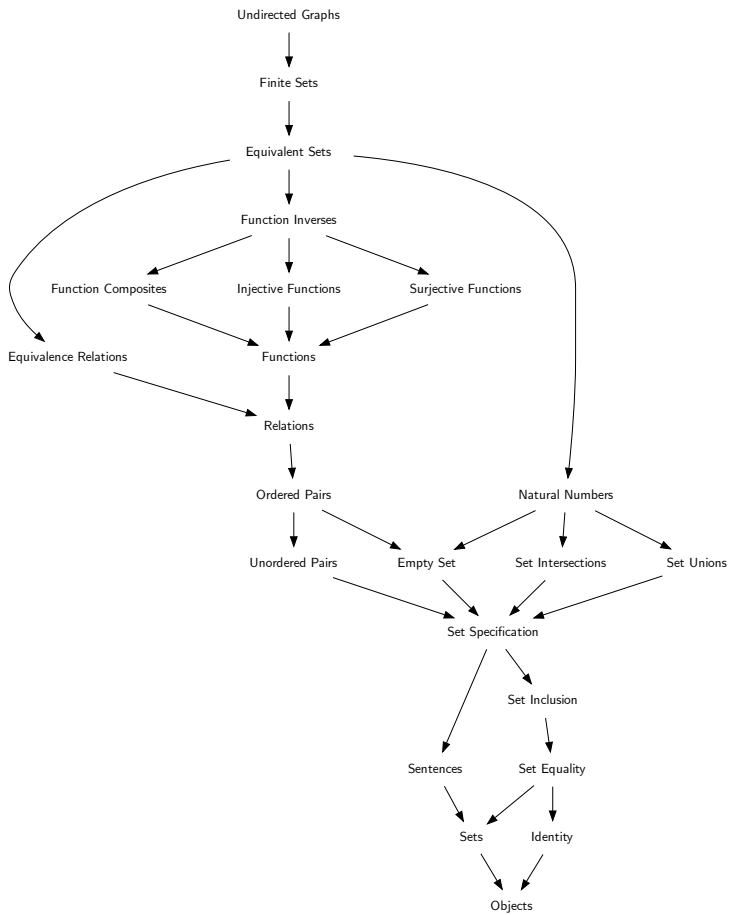 Undirected Graphs
Finite Sets
Equivalent Sets
Function Inverses
Function Composites
Injective Functions
Surjective Functions
Equivalence Relations
Functions
Relations
Ordered Pairs
Natural Numbers
Unordered Pairs
Empty Set
Set Intersections
Set Unions
Set Specification
Set Inclusion
Sentences
Set Equality
Sets
Identity
Objects